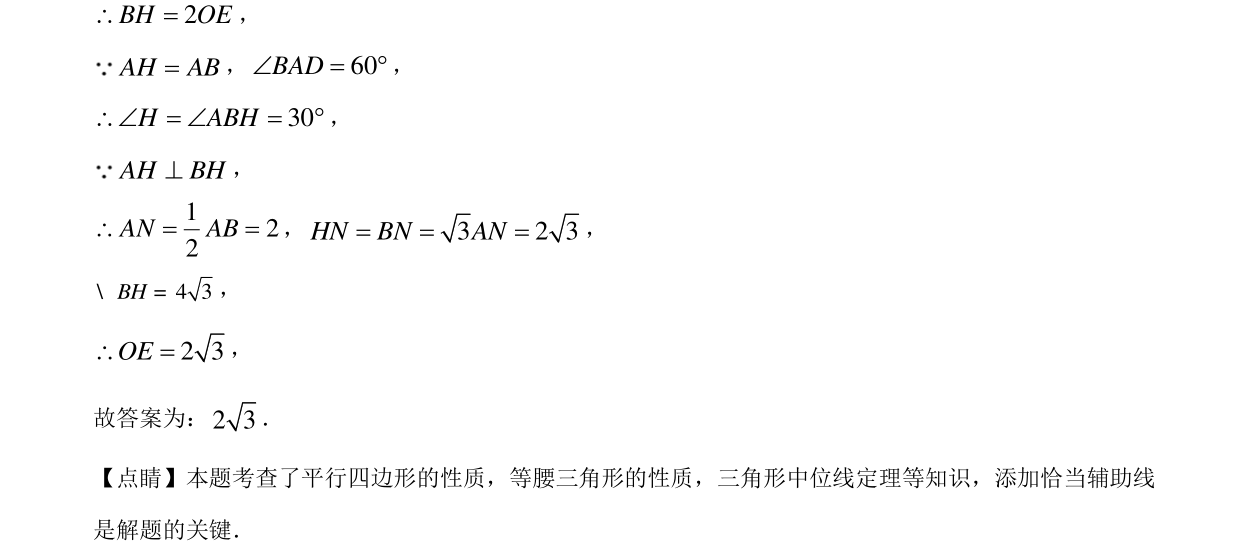 ∴BH = 2OE，
∵AH = AB，∠BAD = 60°，
∴∠H = ∠ABH = 30°，
∵AH ⊥ BH，
∴AN = \frac{1}{2} AB = 2，HN = BN = √3AN = 2√3，
\ BH = 4√3，
∴OE = 2√3，
故答案为：2√3．
【点睛】本题考查了平行四边形的性质，等腰三角形的性质，三角形中位线定理等知识，添加恰当辅助线
是解题的关键．